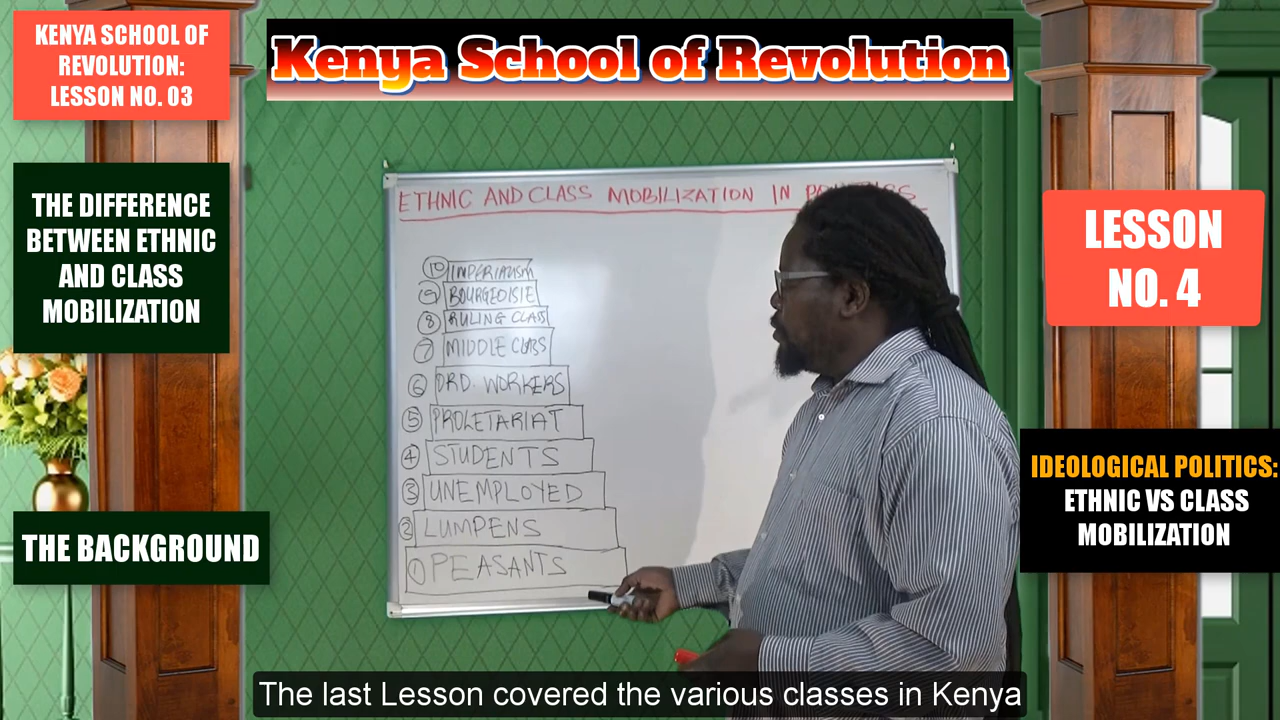 KENYA SCHOOL OF
REVOLUTION:
LESSON NO. 03
Kenya School of Revolution
THE DIFFERENCE
BETWEEN ETHNIC
AND CLASS
MOBILIZATION
THE BACKGROUND
ETHNIC AND CLASS MOBILIZATION IN
10 IMPERIALISM
9 BOURGEOISIE
8 RULING CLASS
7 MIDDLE CLASS
6 ORD. WORKERS
5 PROLETARIAT
4 STUDENTS
3 UNEMPLOYED
2 LUMPENS
1 PEASANTS
LESSON
NO. 4
IDEOLOGICAL POLITICS:
ETHNIC VS CLASS
MOBILIZATION
The last Lesson covered the various classes in Kenya